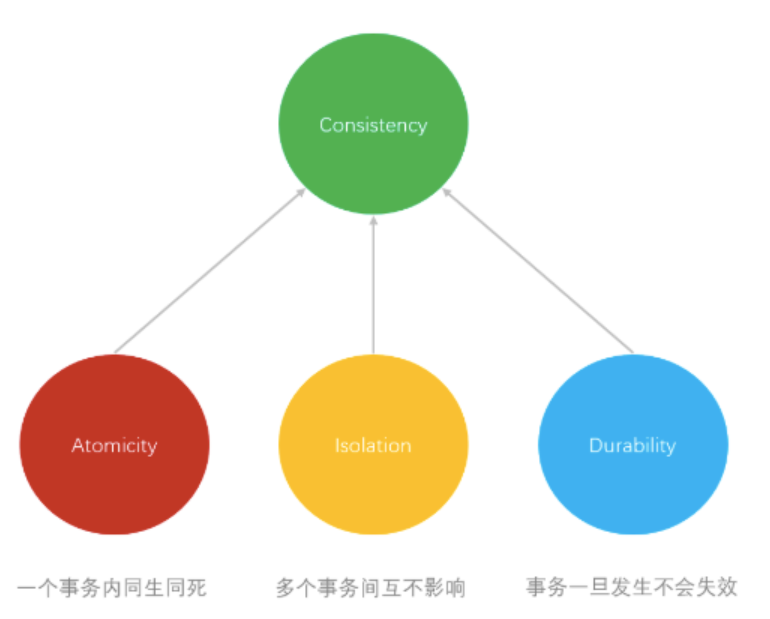 Consistency
Atomicity
Isolation
Durability
一个事务内同生同死
多个事务间互不影响
事务一旦发生不会失效